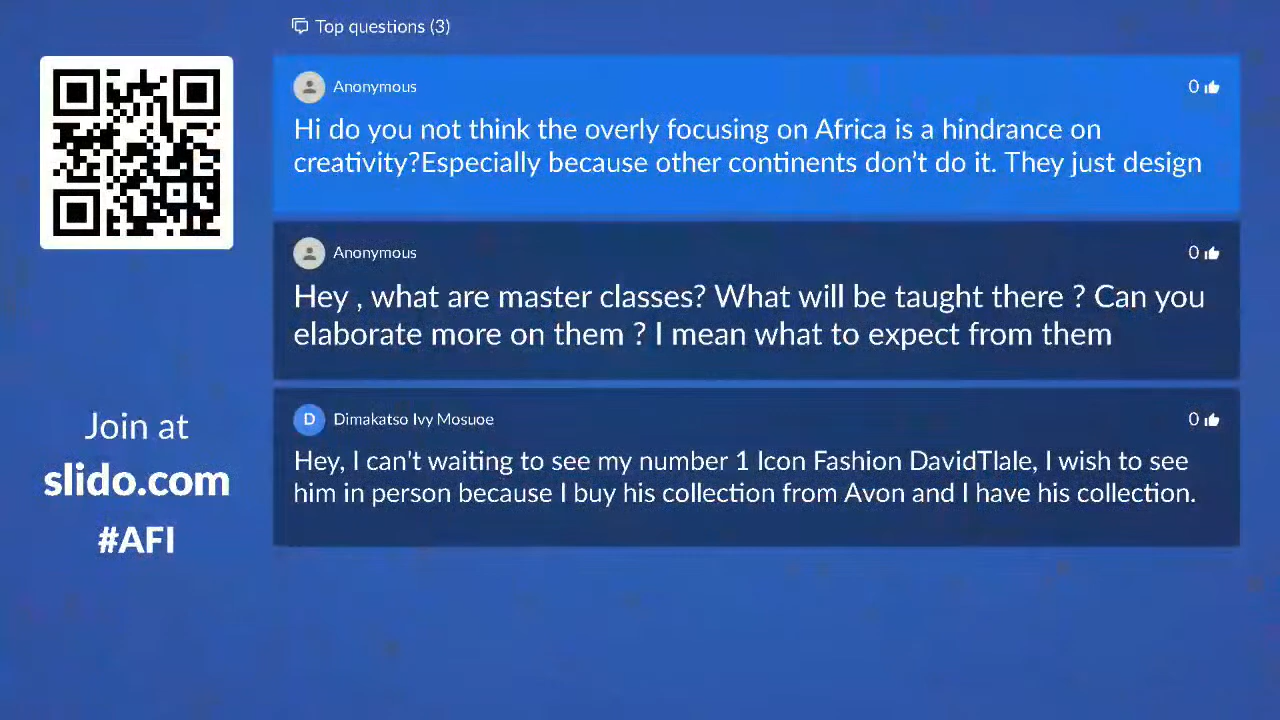 Top questions (3)
Anonymous
0
Hi do you not think the overly focusing on Africa is a hindrance on
creativity?Especially because other continents don’t do it. They just design
Anonymous
0
Hey , what are master classes? What will be taught there ? Can you
elaborate more on them ? I mean what to expect from them
D
Dimakatso Ivy Mosuoe
0
Hey, I can't waiting to see my number 1 Icon Fashion DavidTlale, I wish to see
him in person because I buy his collection from Avon and I have his collection.
Join at
slido.com
#AFI